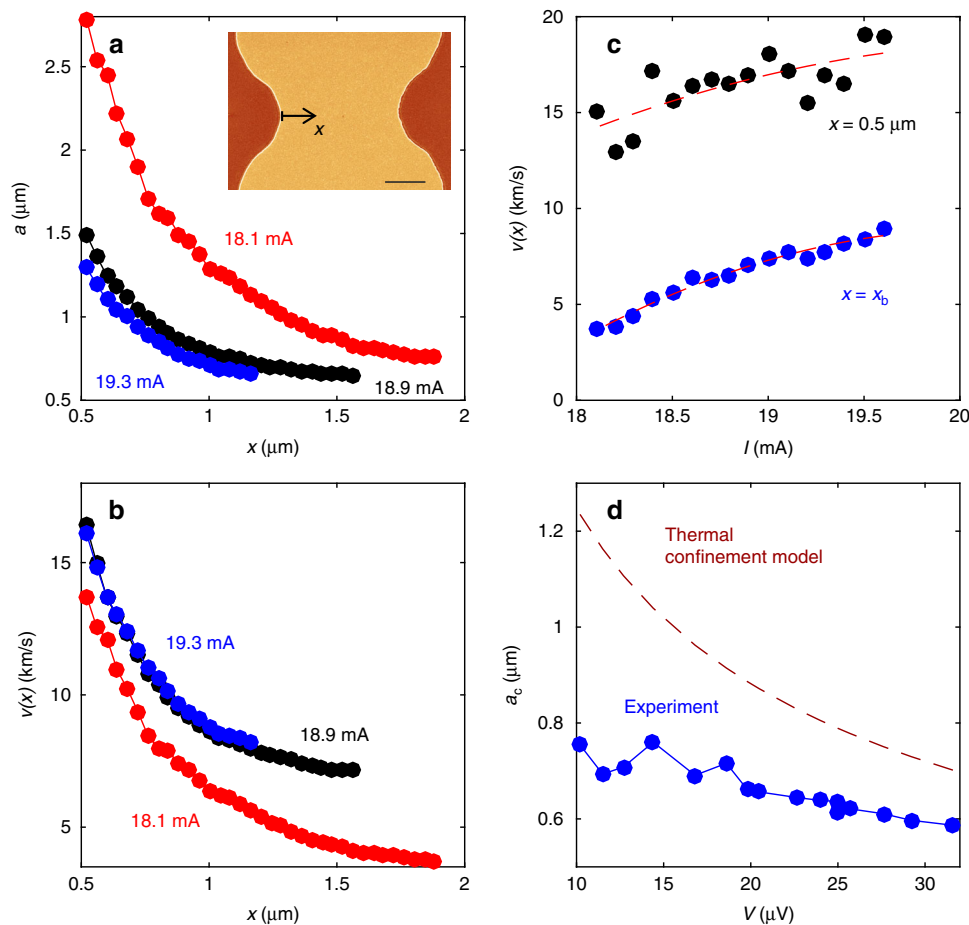 a
2.5
2
1.5
1
0.5
a (μm)
x
18.1 mA
19.3 mA
18.9 mA
0.5
1
1.5
2
x (μm)
c
20
15
10
5
0
v(x) (km/s)
x = 0.5 μm
x = xb
18
18.5
19
19.5
20
I (mA)
b
15
10
5
v(x) (km/s)
19.3 mA
18.9 mA
18.1 mA
0.5
1
1.5
2
x (μm)
d
1.2
1
0.8
0.6
ac (μm)
Thermal
confinement model
Experiment
10
15
20
25
30
V (μV)